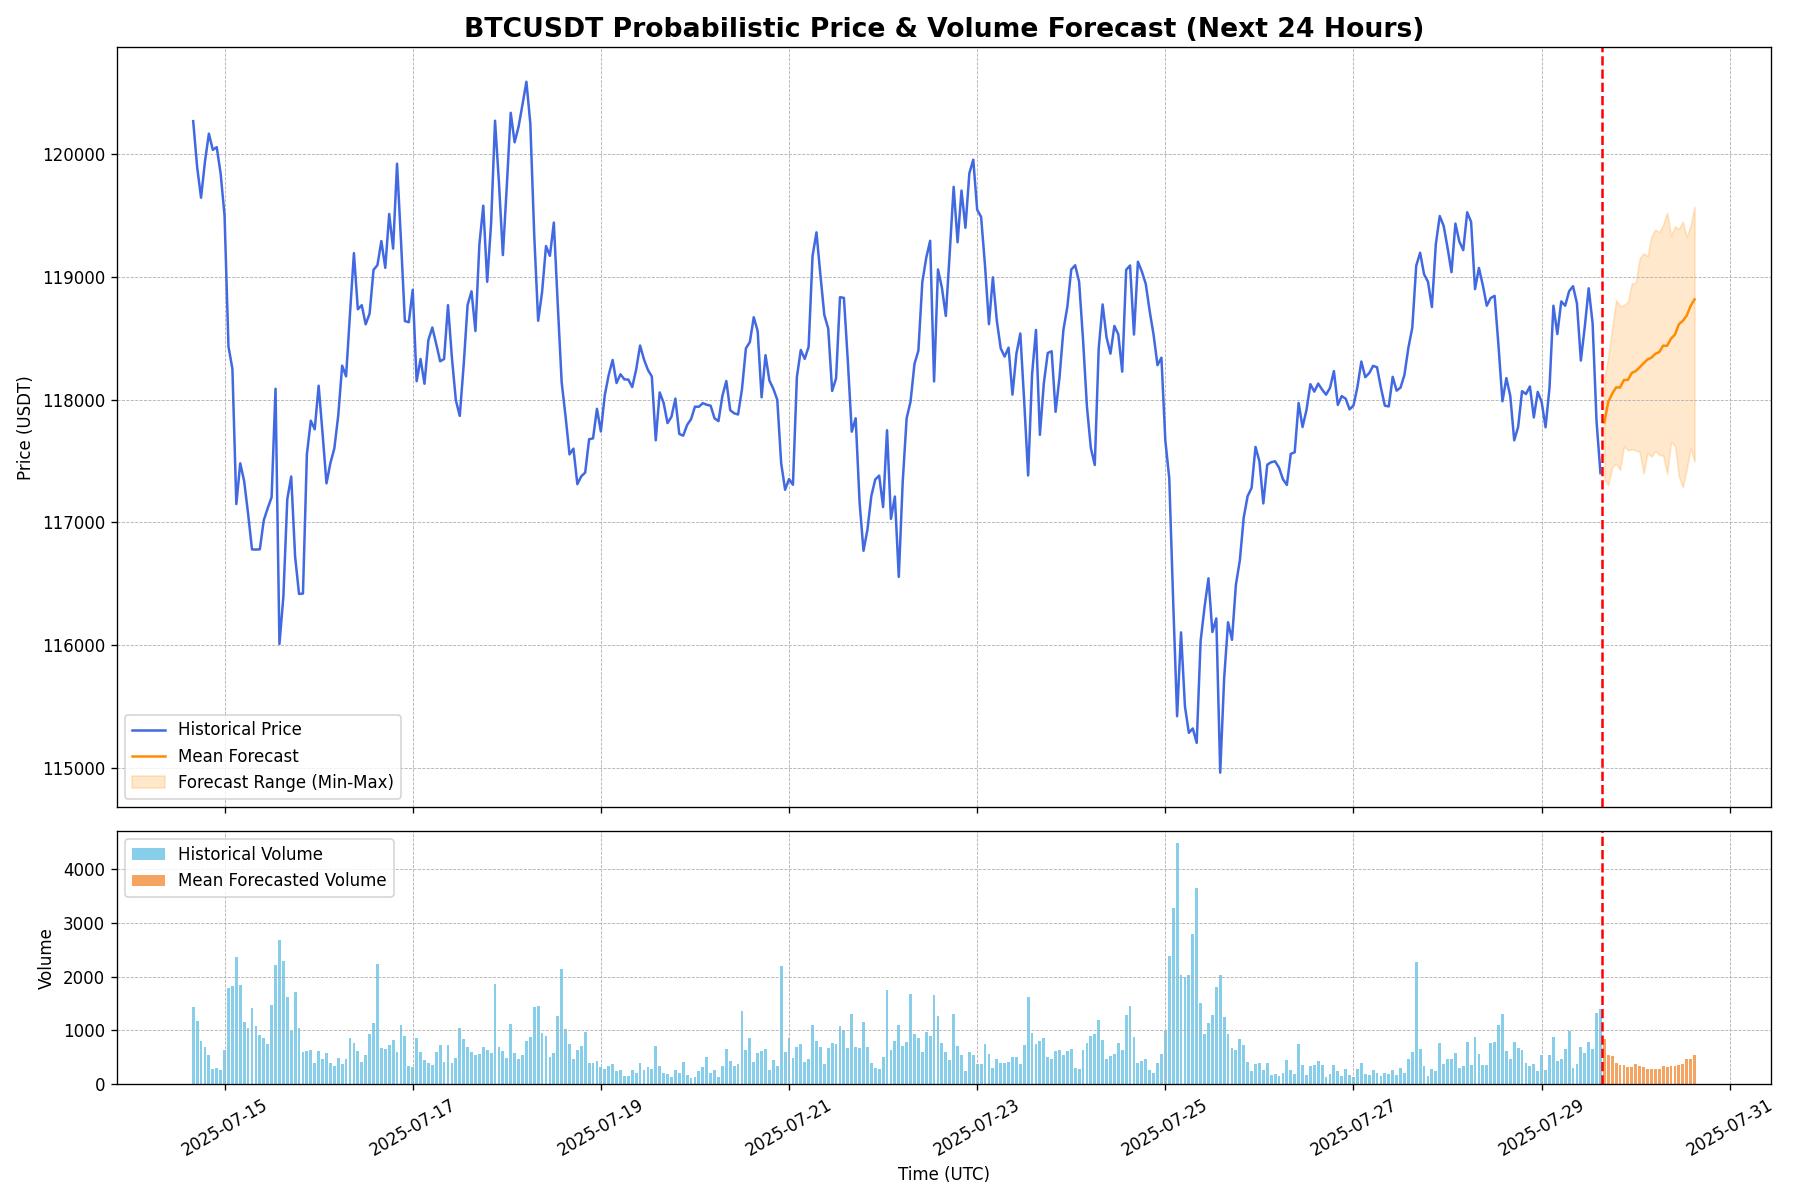 BTCUSDT Probabilistic Price & Volume Forecast (Next 24 Hours)
Price (USDT)
120000
119000
118000
117000
116000
115000
Historical Price
Mean Forecast
Forecast Range (Min-Max)
Volume
4000
3000
2000
1000
0
Historical Volume
Mean Forecasted Volume
2025-07-15
2025-07-17
2025-07-19
2025-07-21
2025-07-23
2025-07-25
2025-07-27
2025-07-29
2025-07-31
Time (UTC)